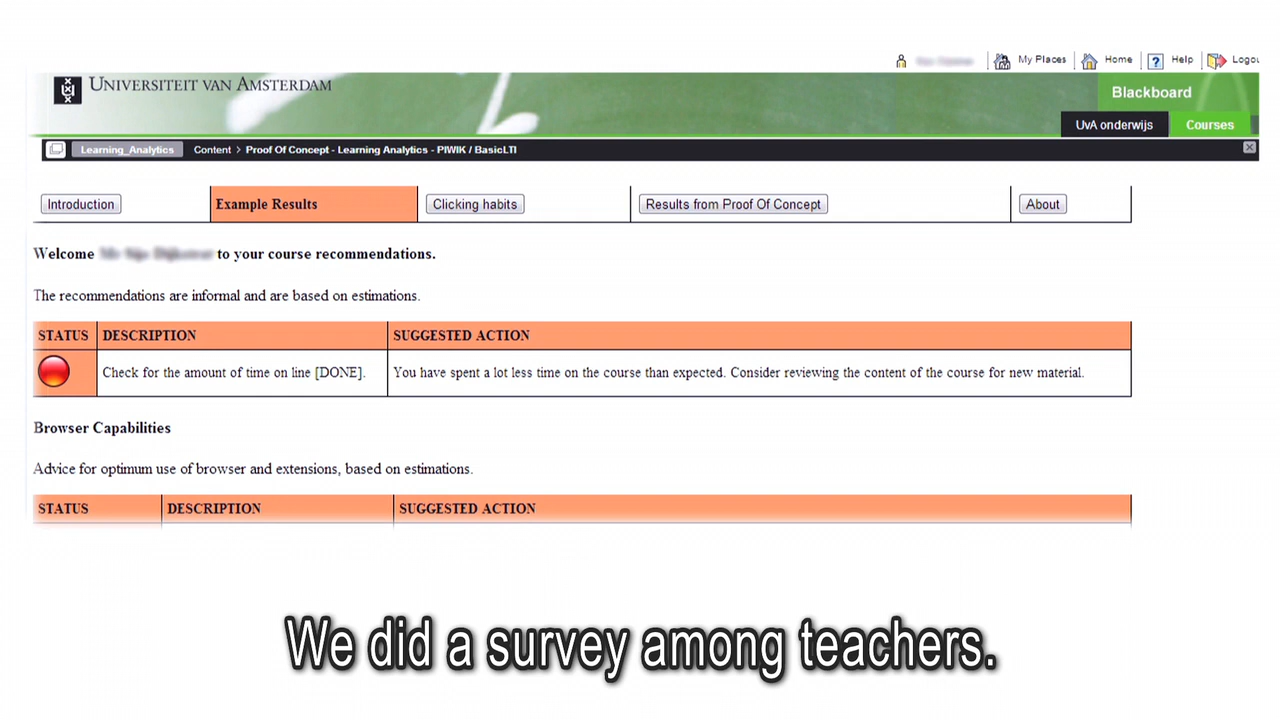 My Places Home ? Help
UNIVERSITEIT VAN AMSTERDAM
Blackboard
UvA onderwijs Courses
Learning_Analytics Content > Proof Of Concept - Learning Analytics - PIWIK / BasicLTI
Introduction Example Results Clicking habits Results from Proof Of Concept About
Welcome to your course recommendations.
The recommendations are informal and are based on estimations.
STATUS DESCRIPTION SUGGESTED ACTION
Check for the amount of time on line [DONE]. You have spent a lot less time on the course than expected. Consider reviewing the content of the course for new material.
Browser Capabilities
Advice for optimum use of browser and extensions, based on estimations.
STATUS DESCRIPTION SUGGESTED ACTION
We did a survey among teachers.